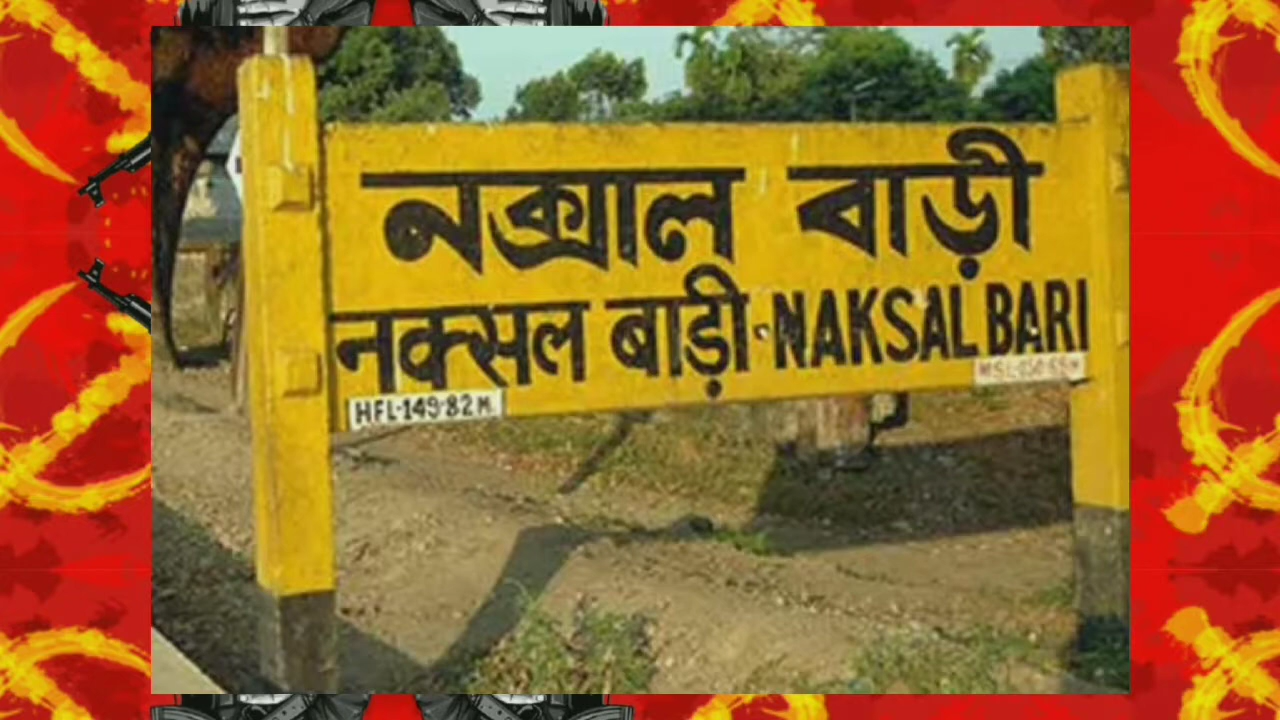 নক্সাল বাড়ী
नक्सल बाड़ी-NAKSAL BARI
HFL-149·82 M.